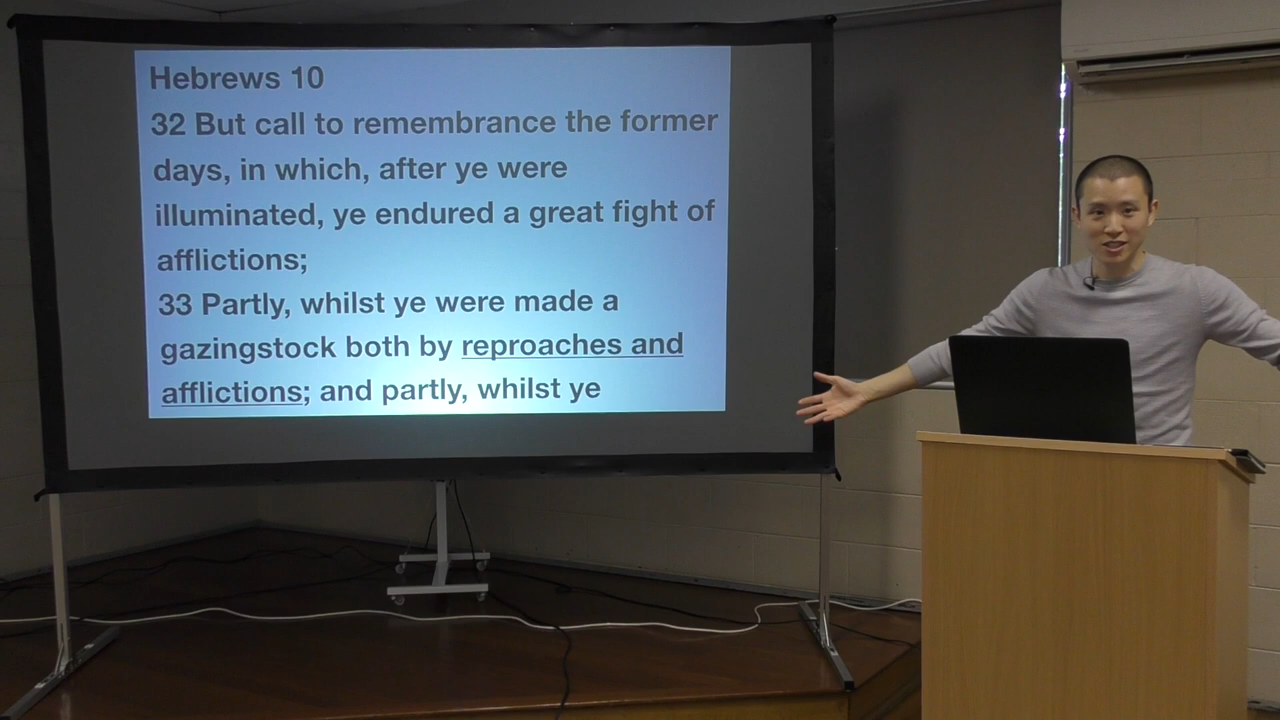 Hebrews 10
32 But call to remembrance the former
days, in which, after ye were
illuminated, ye endured a great fight of
afflictions;
33 Partly, whilst ye were made a
gazingstock both by reproaches and
afflictions; and partly, whilst ye